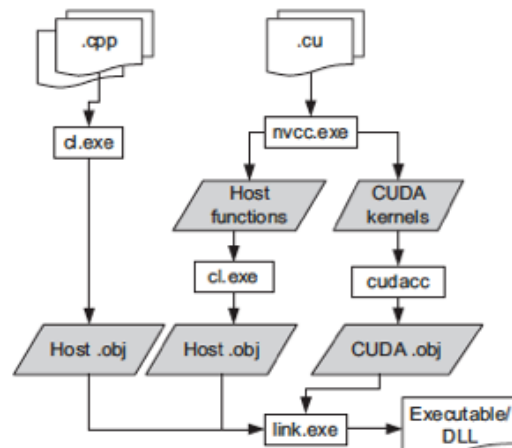 .cpp
.cu
cl.exe
nvcc.exe
Host
functions
CUDA
kernels
cl.exe
cudacc
Host .obj
Host .obj
CUDA .obj
link.exe
Executable/
DLL